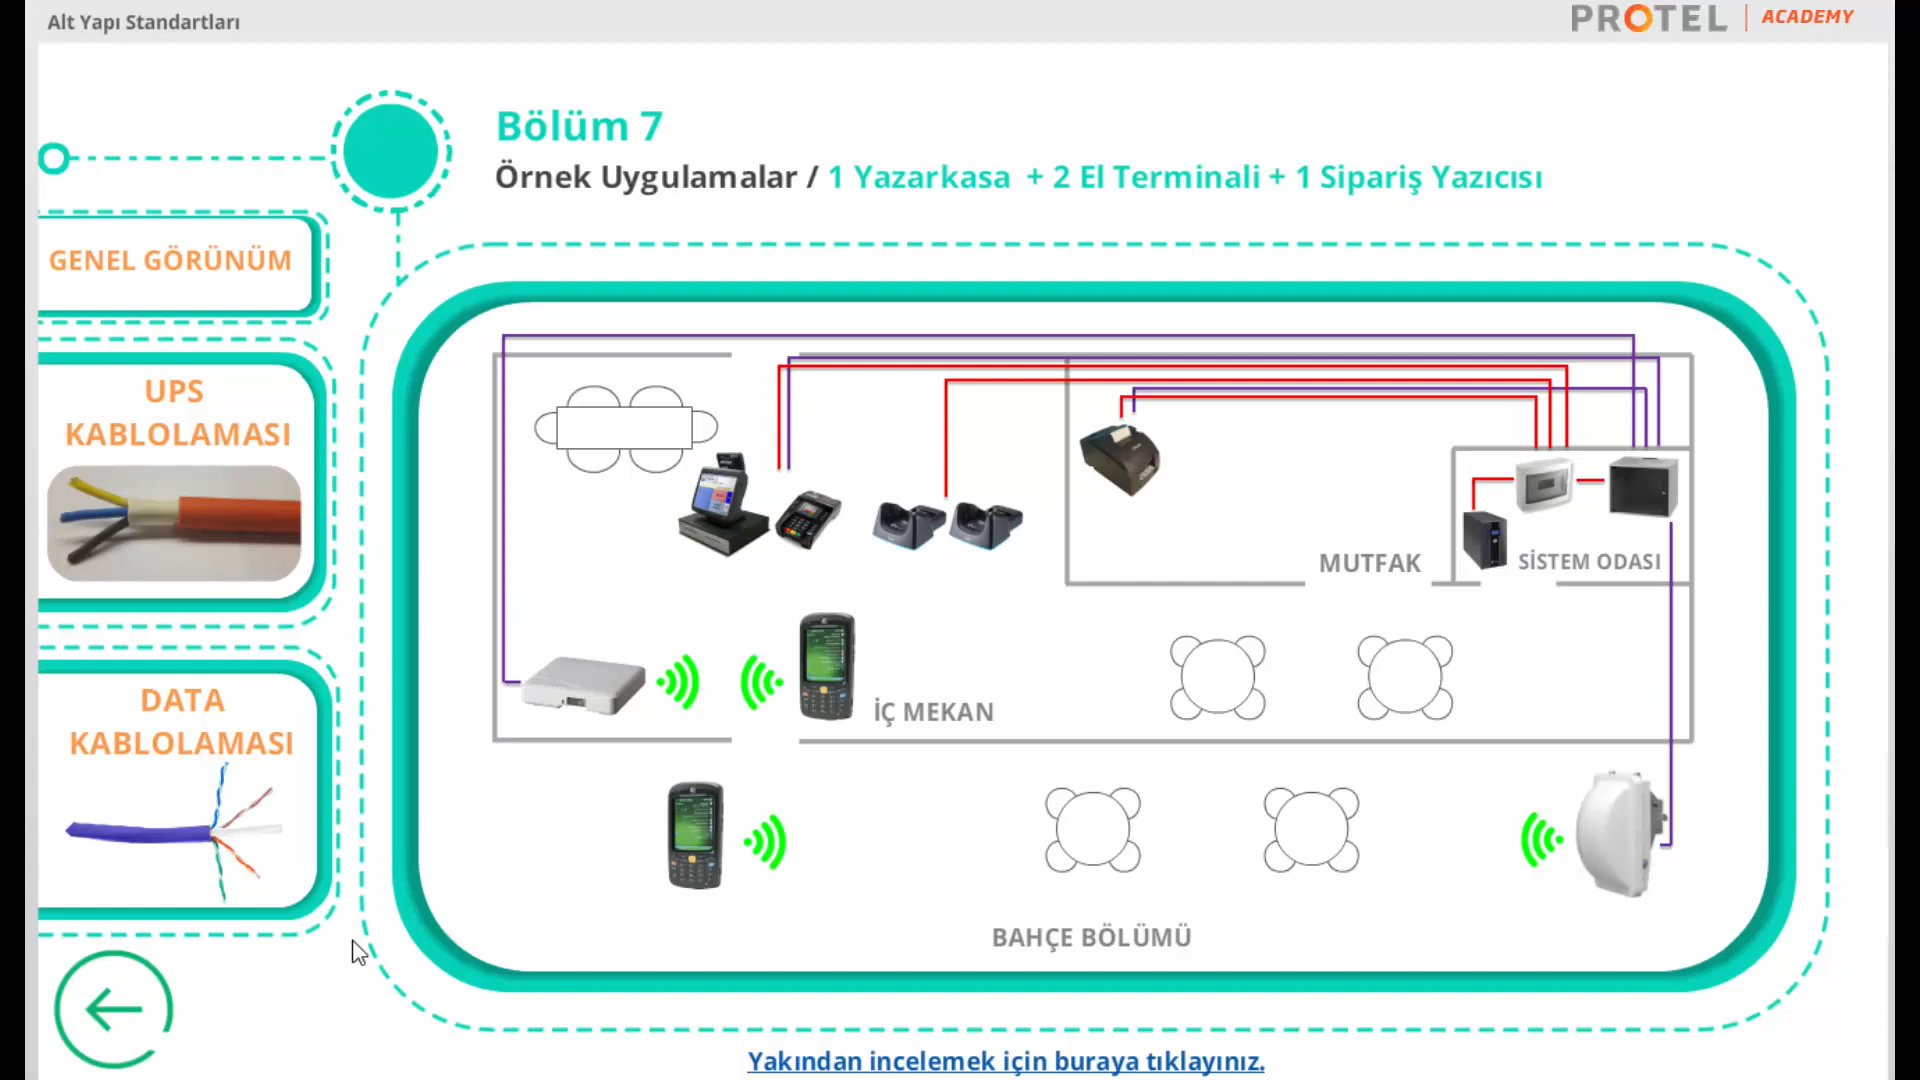 Alt Yapı Standartları
PROTEL | ACADEMY
Bölüm 7
Örnek Uygulamalar / 1 Yazarkasa + 2 El Terminali + 1 Sipariş Yazıcısı
GENEL GÖRÜNÜM
UPS
KABLOLAMASI
DATA
KABLOLAMASI
MUTFAK
SİSTEM ODASI
İÇ MEKAN
BAHÇE BÖLÜMÜ
Yakından incelemek için buraya tıklayınız.